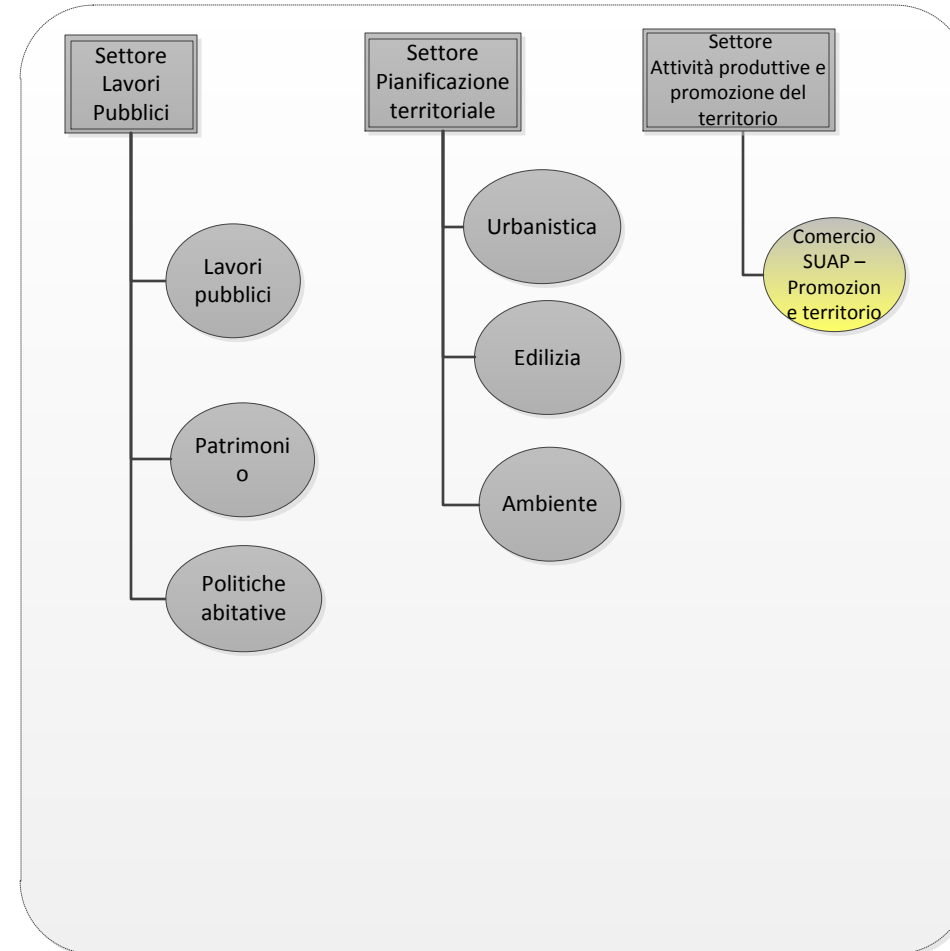 Settore
Lavori
Pubblici
Lavori
pubblici
Patrimoni
o
Politiche
abitative
Settore
Pianificazione
territoriale
Urbanistica
Edilizia
Ambiente
Settore
Attività produttive e
promozione del
territorio
Comercio
SUAP –
Promozion
e territorio